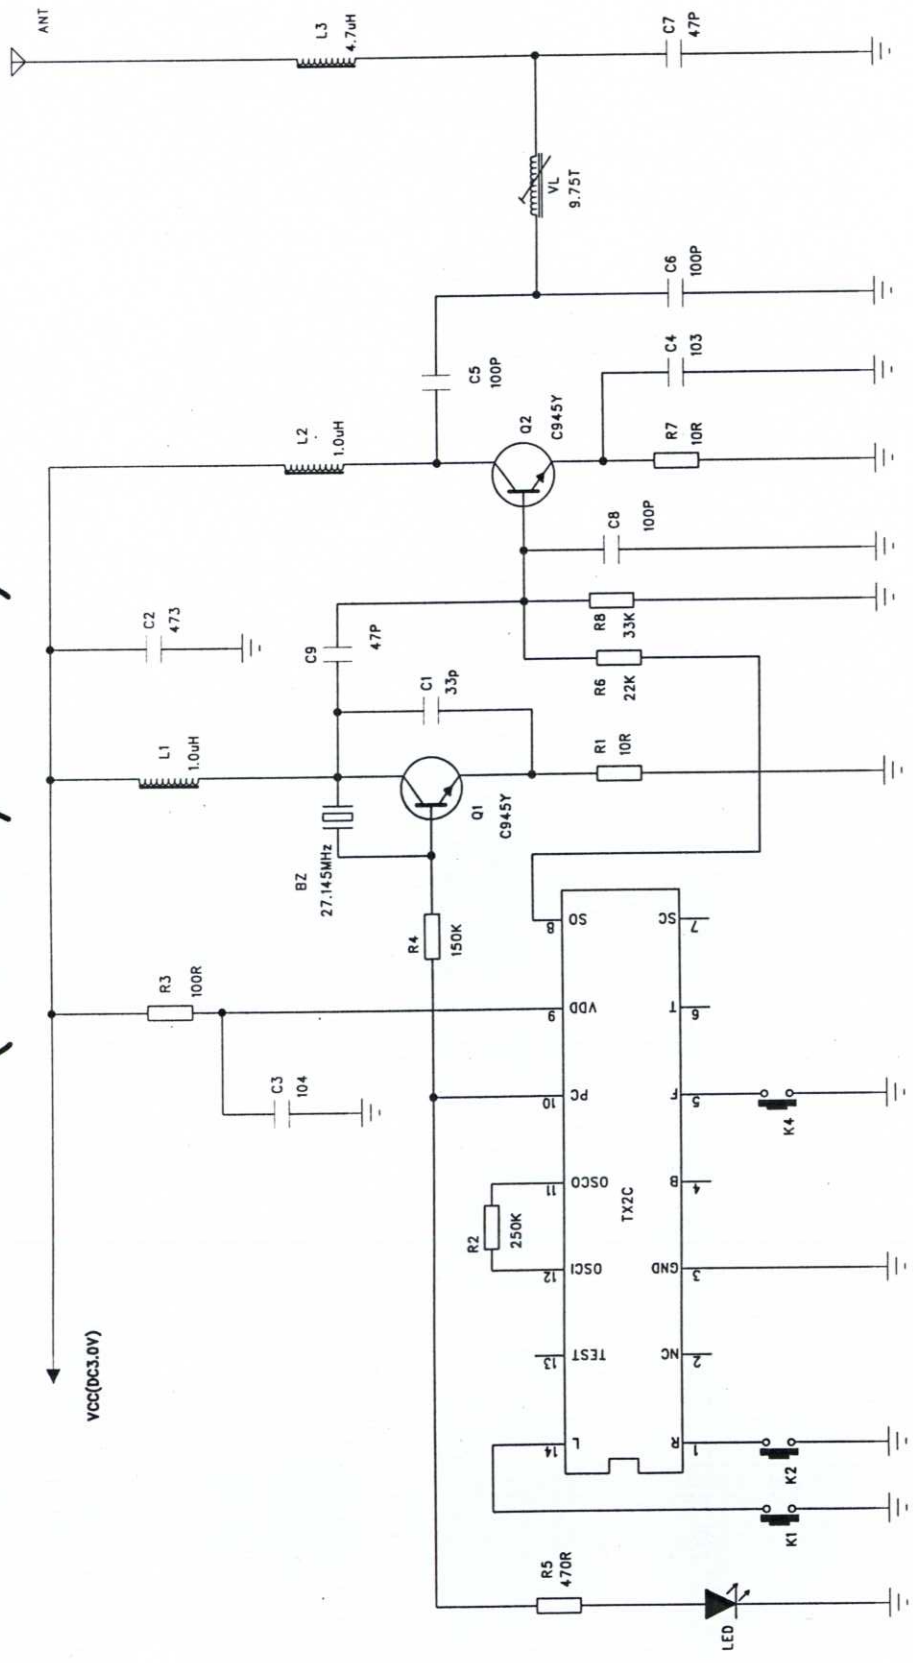 ANT
L3
4.7uH
C7
47P
VL
9.75T
C6
100P
C5
100P
C4
103
L2
1.0uH
Q2
C945Y
R7
10R
C8
100P
C2
473
C9
47P
R8
33K
R6
22K
C1
33p
L1
1.0uH
R1
10R
Q1
C945Y
BZ
27.145MHz
R4
150K
R3
100R
C3
104
VCC(DC3.0V)
R2
250K
TX2C
8 SO
9 VDD
10 PC
11 OSCO
12 OSCI
13 TEST
14 L
7 SC
6 T
5 F
4 B
3 GND
2 NC
1 R
K4
K2
K1
R5
470R
LED